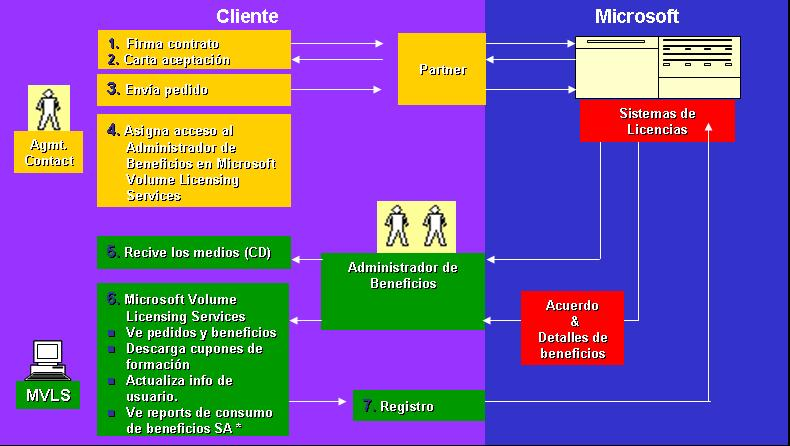 Cliente
Microsoft
1. Firma contrato
2. Carta aceptación
3. Envía pedido
Partner
Sistemas de
Licencias
Agmt.
Contact
4. Asigna acceso al
Administrador de
Beneficios en Microsoft
Volume Licensing
Services
5. Recive los medios (CD)
Administrador de
Beneficios
6. Microsoft Volume
Licensing Services
Ve pedidos y beneficios
Descarga cupones de
formación
Actualiza info de
usuario.
Ve reports de consumo
de beneficios SA *
Acuerdo
&
Detalles de
beneficios
MVLS
7. Registro